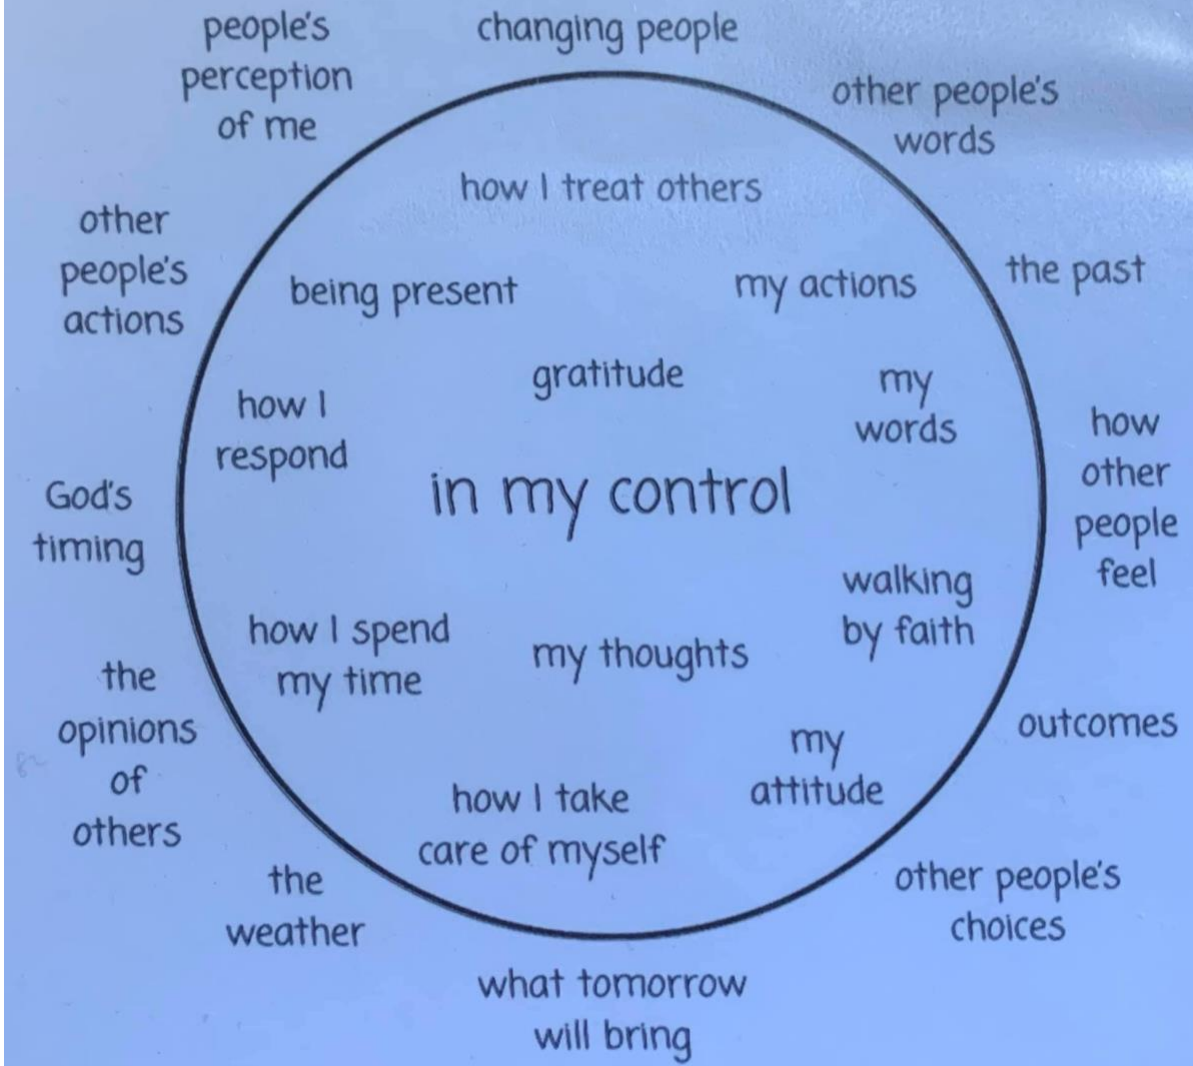 people's
perception
of me
changing people
other people's
words
how I treat others
other
people's
actions
being present
my actions
the past
gratitude
how I
respond
my
words
how
other
people
feel
God's
timing
in my control
walking
by faith
how I spend
my time
my thoughts
the
opinions
of
others
outcomes
my
attitude
how I take
care of myself
the
weather
other people's
choices
what tomorrow
will bring